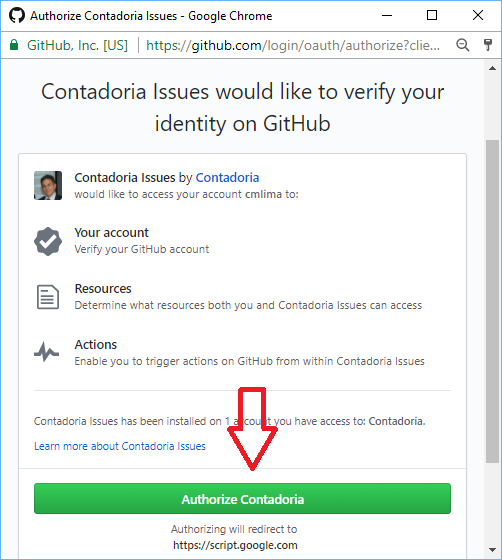 Authorize Contadoria Issues - Google Chrome
GitHub, Inc. [US]  https://github.com/login/oauth/authorize?clie...
Contadoria Issues would like to verify your
identity on GitHub
Contadoria Issues by Contadoria
would like to access your account cmlima to:
Your account
Verify your GitHub account
Resources
Determine what resources both you and Contadoria Issues can access
Actions
Enable you to trigger actions on GitHub from within Contadoria Issues
Contadoria Issues has been installed on 1 account you have access to: Contadoria.
Learn more about Contadoria Issues
Authorize Contadoria
Authorizing will redirect to
https://script.google.com